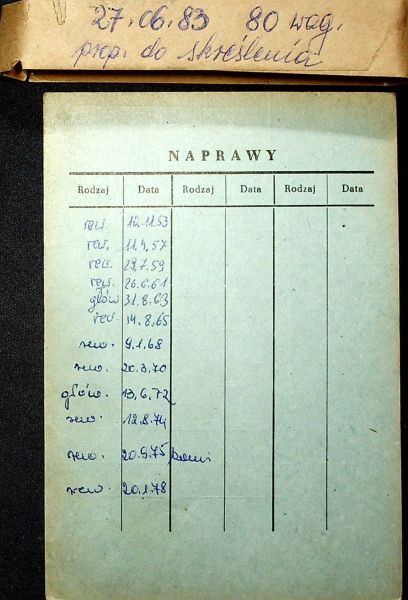 27.06.83 80 wag.
prop. do skreślenia
NAPRAWY
Rodzaj Data Rodzaj Data Rodzaj Data
rew. 12.11.53
rew. 11.4.57
rew. 29.7.59
rew. 26.6.61
głów 31.8.63
rew. 14.8.65
rew. 9.1.68
rew. 20.3.70
głów. 13.6.72
rew. 12.8.74
rew. 20.9.75
rew 20.1.78